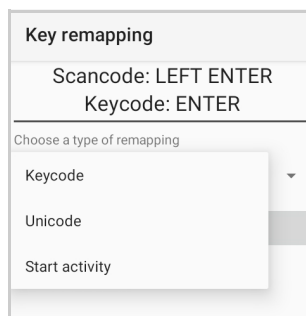 Key remapping
Scancode: LEFT ENTER
Keycode: ENTER
Choose a type of remapping
Keycode
Unicode
Start activity